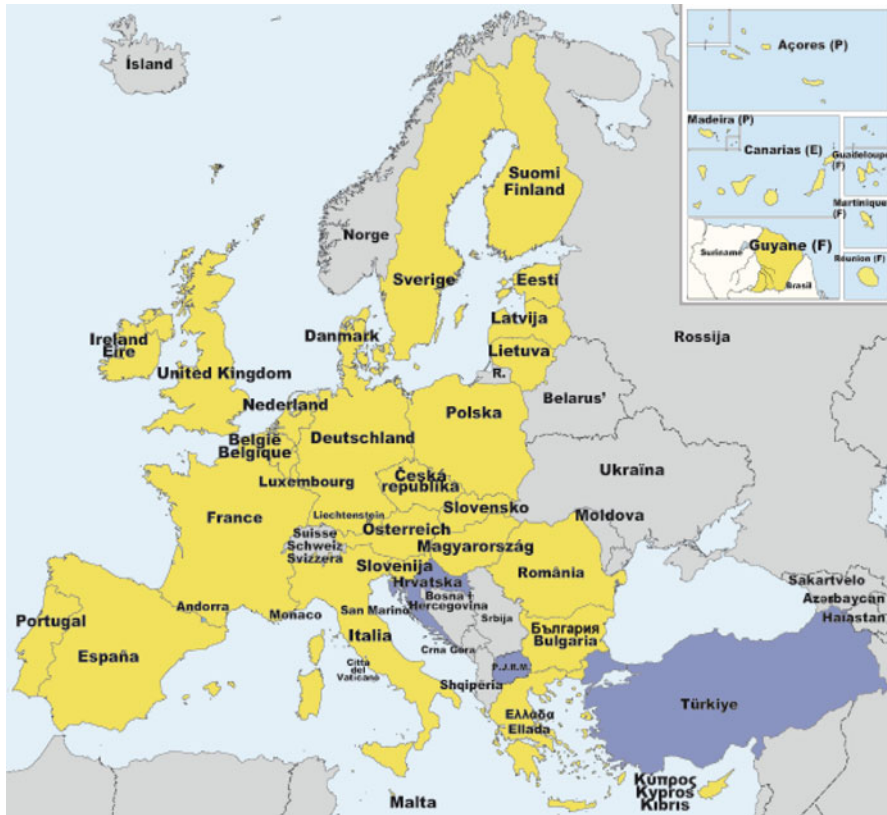 Ísland
Açores (P)
Madeira (P)
Canarias (E)
Guadeloupe
(F)
Martinique
(F)
Guyane (F)
Suriname
Brasil
Réunion (F)
Suomi
Finland
Norge
Sverige
Eesti
Latvija
Lietuva
R.
Danmark
Rossija
Ireland
Éire
United Kingdom
Belarus'
Nederland
Polska
België
Belgique
Deutschland
Luxembourg
Česká
republika
Ukraïna
Slovensko
Moldova
France
Liechtenstein
Österreich
Suisse
Schweiz
Svizzera
Magyarország
Slovenija
România
Hrvatska
Bosna i
Hercegovina
Sakartvelo
Azərbaycan
Haïastan
Andorra
Monaco
San Marino
Srbija
Portugal
España
Italia
България
Bulgaria
Crna Gora
Città
del
Vaticano
P.J.R.M.
Shqipëria
Türkiye
Ελλάδα
Ellada
Malta
Κύπρος
Kypros
Kıbrıs